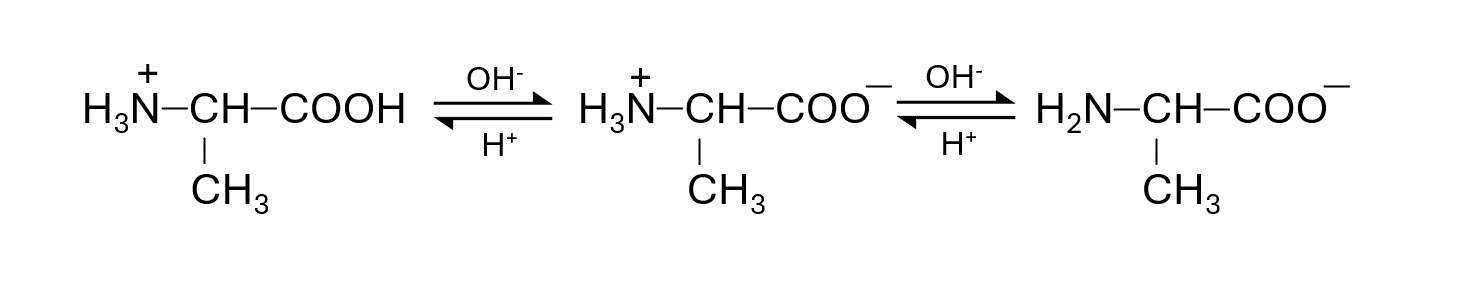 + OH⁻ + OH⁻
H₃N–CH–COOH ⇌ H₃N–CH–COO⁻ ⇌ H₂N–CH–COO⁻
H⁺ H⁺
| | |
CH₃ CH₃ CH₃